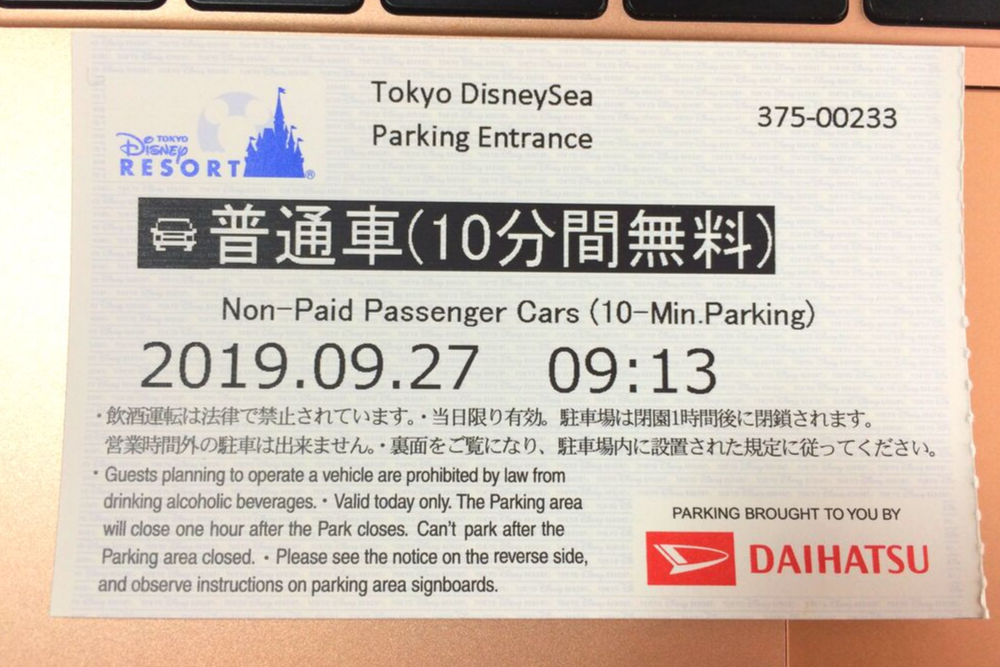 Tokyo DisneySea
375-00233
Parking Entrance
TOKYO
Disney
RESORT®
普通車(10分間無料)
Non-Paid Passenger Cars (10-Min.Parking)
2019.09.27 09:13
・飲酒運転は法律で禁止されています。・当日限り有効。駐車場は閉園1時間後に閉鎖されます。
営業時間外の駐車は出来ません。・裏面をご覧になり、駐車場内に設置された規定に従ってください。
・Guests planning to operate a vehicle are prohibited by law from
drinking alcoholic beverages.・Valid today only. The Parking area
will close one hour after the Park closes. Can't park after the
Parking area closed.・Please see the notice on the reverse side,
and observe instructions on parking area signboards.
PARKING BROUGHT TO YOU BY
DAIHATSU